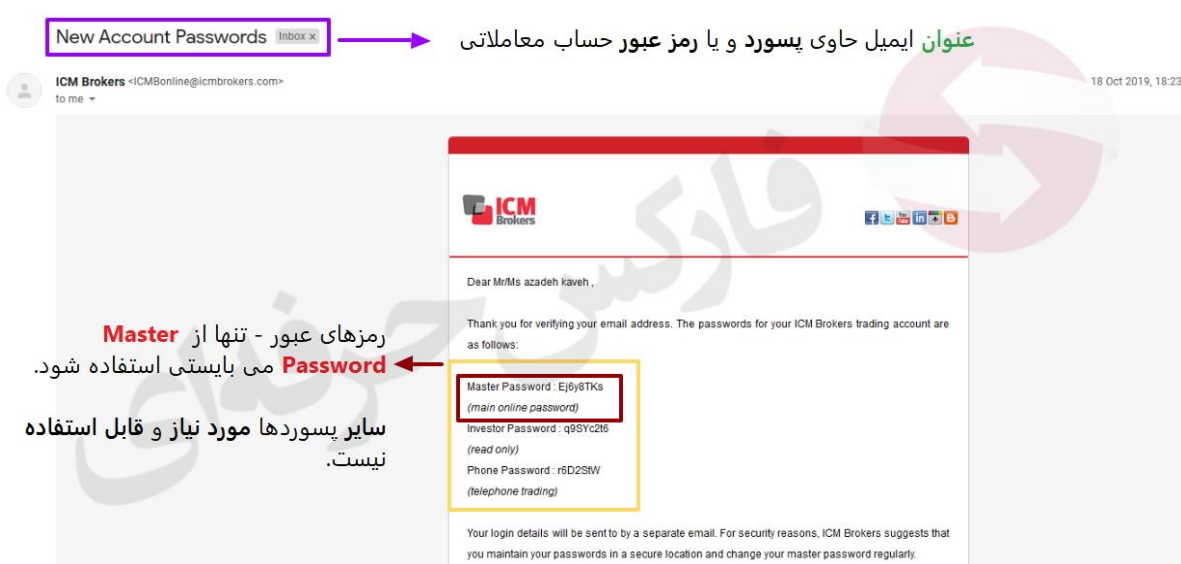 New Account Passwords Inbox x
عنوان ایمیل حاوی پسورد و یا رمز عبور حساب معاملاتی
ICM Brokers <ICMBonline@icmbrokers.com>
18 Oct 2019, 18:23
to me
ICM
Brokers
فارکس حرفه‌ای
Dear Mr/Ms azadeh kaveh ,
Thank you for verifying your email address. The passwords for your ICM Brokers trading account are
as follows:
رمزهای عبور - تنها از Master
Password می بایستی استفاده شود.
سایر پسوردها مورد نیاز و قابل استفاده
نیست.
Master Password : Ej6y8TKs
(main online password)
Investor Password : q9SYc2t6
(read only)
Phone Password : r6D2StW
(telephone trading)
Your login details will be sent to by a separate email. For security reasons, ICM Brokers suggests that
you maintain your passwords in a secure location and change your master password regularly.